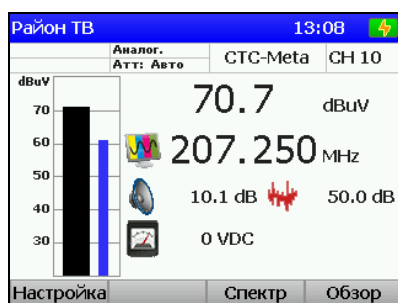 Район ТВ 13:08
Аналог.
Атт: Авто
СТС-Meta CH 10
dBuV
70
60
50
40
30
70.7 dBuV
207.250 MHz
10.1 dB 50.0 dB
0 VDC
Настройка Спектр Обзор